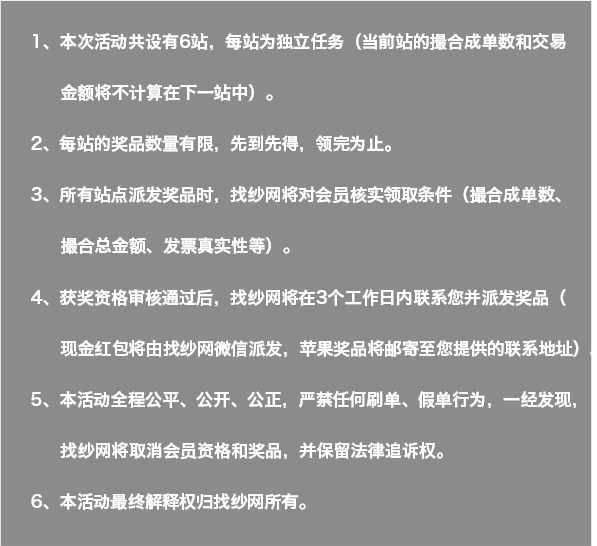 1、本次活动共设有6站，每站为独立任务（当前站的撮合成单数和交易
金额将不计算在下一站中）。
2、每站的奖品数量有限，先到先得，领完为止。
3、所有站点派发奖品时，找纱网将对会员核实领取条件（撮合成单数、
撮合总金额、发票真实性等）。
4、获奖资格审核通过后，找纱网将在3个工作日内联系您并派发奖品（
现金红包将由找纱网微信派发，苹果奖品将邮寄至您提供的联系地址）。
5、本活动全程公平、公开、公正，严禁任何刷单、假单行为，一经发现，
找纱网将取消会员资格和奖品，并保留法律追诉权。
6、本活动最终解释权归找纱网所有。